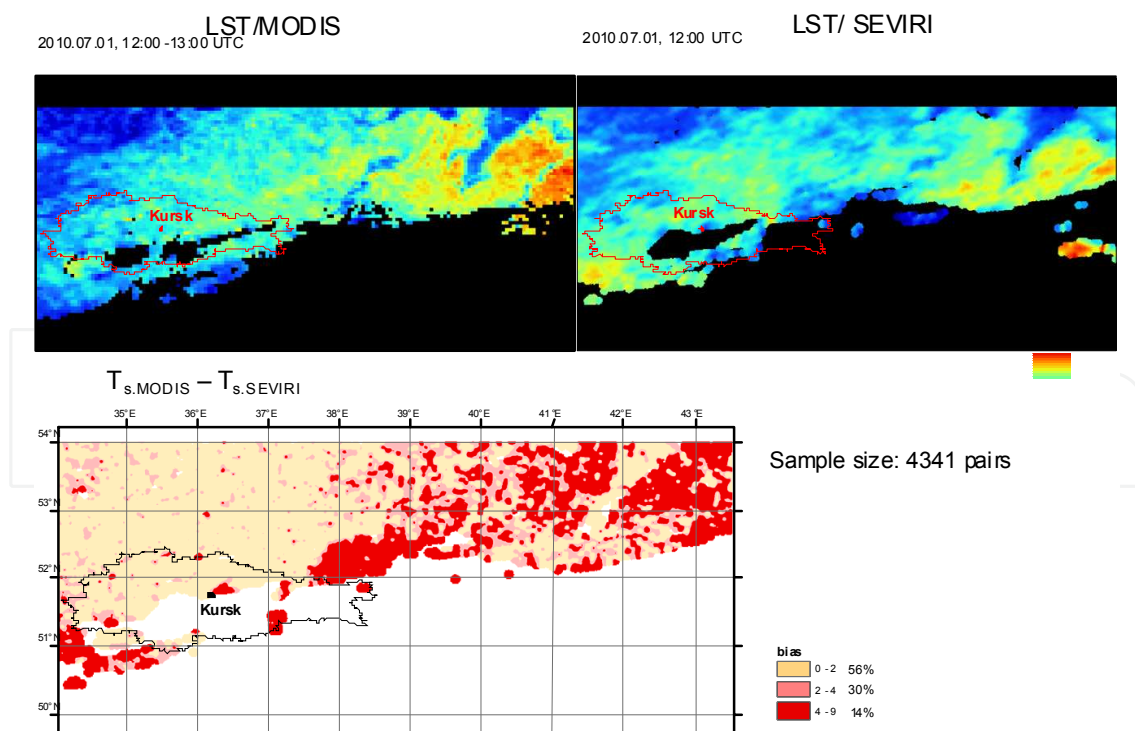 LST/MODIS
2010.07.01, 12:00 -13:00 UTC
LST/ SEVIRI
2010.07.01, 12:00 UTC
Kursk
Kursk
Ts.MODIS – Ts.SEVIRI
35°E 36°E 37°E 38°E 39°E 40°E 41°E 42°E 43°E
54°N
53°N
52°N
51°N
50°N
Kursk
Sample size: 4341 pairs
bias
0 - 2 56%
2 - 4 30%
4 - 9 14%